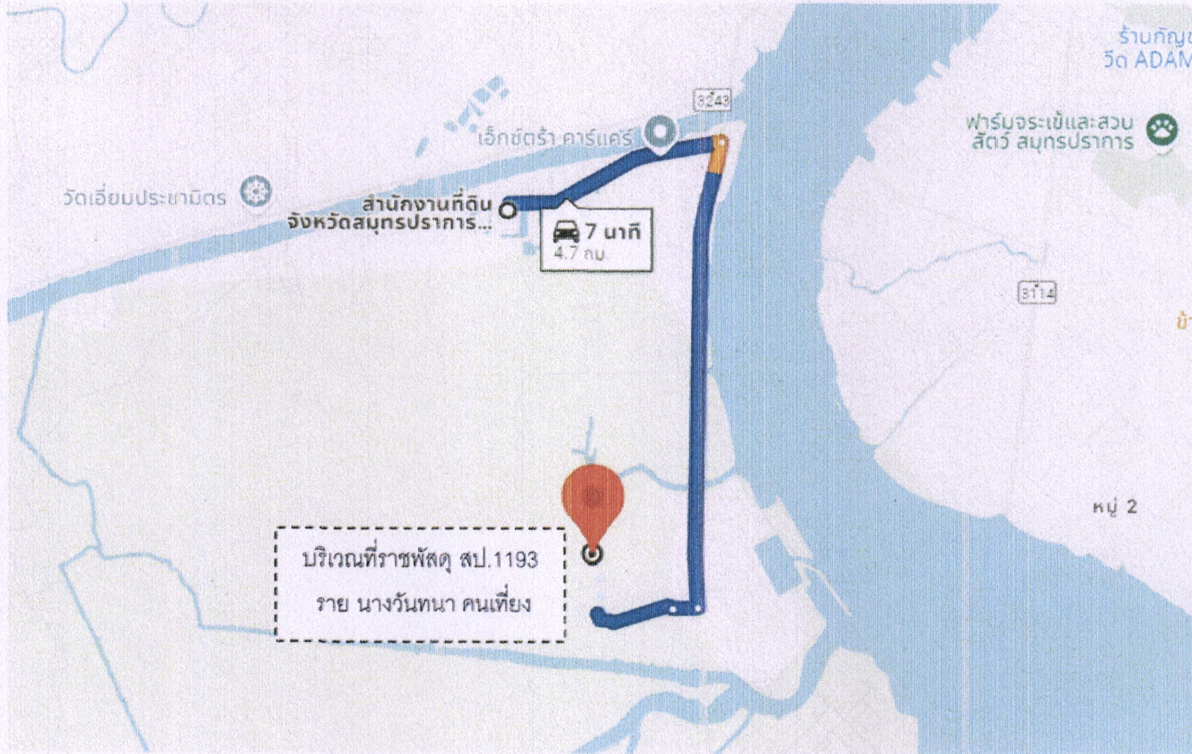 ร้านกัญช
วีด ADAM
3243
เอ็กซ์ตร้า คาร์แคร์
ฟาร์มจระเข้และสวน
สัตว์ สมุทรปราการ
วัดเอี่ยมประชามิตร
สำนักงานที่ดิน
จังหวัดสมุทรปราการ...
7 นาที
4.7 กม.
3114
ข้า
หมู่ 2
บริเวณที่ราชพัสดุ สป.1193
ราย นางวันทนา คนเที่ยง